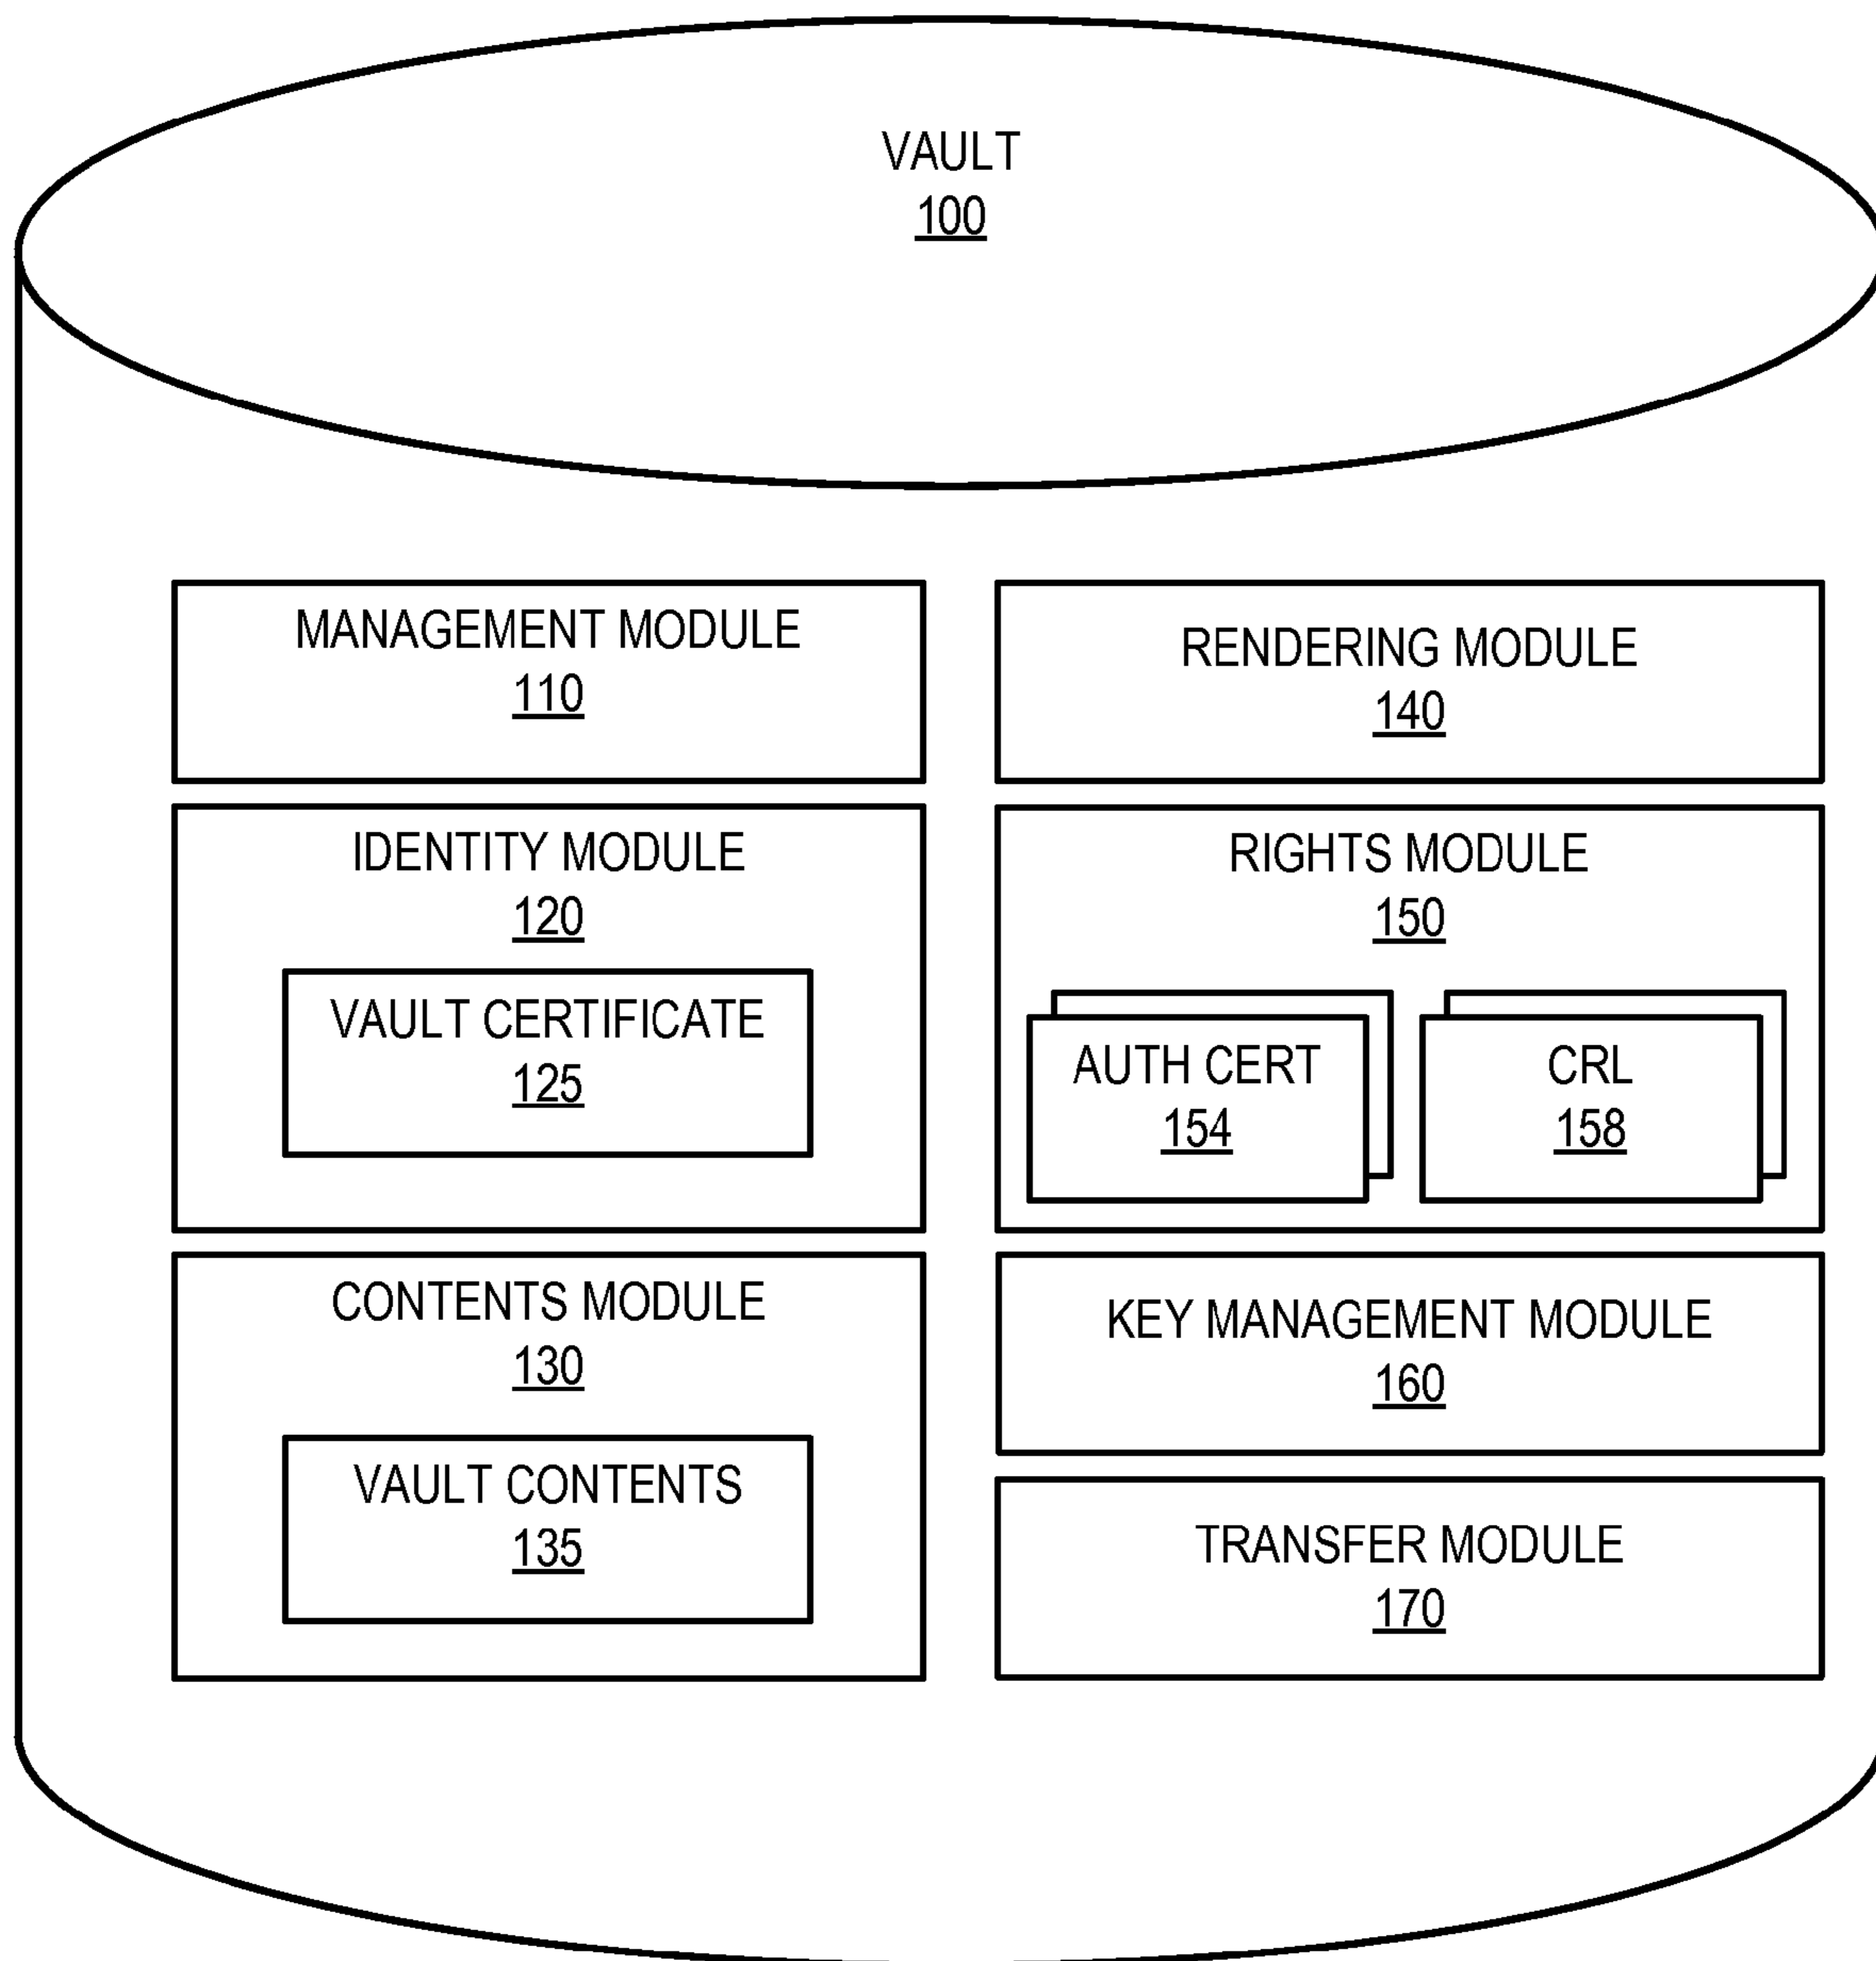 VAULT
100
MANAGEMENT MODULE
110
IDENTITY MODULE
120
VAULT CERTIFICATE
125
CONTENTS MODULE
130
VAULT CONTENTS
135
RENDERING MODULE
140
RIGHTS MODULE
150
AUTH CERT
154
CRL
158
KEY MANAGEMENT MODULE
160
TRANSFER MODULE
170